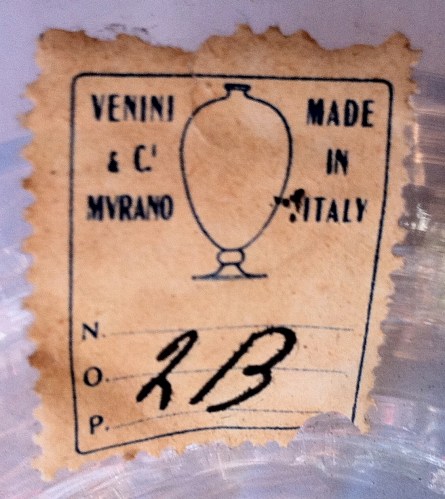 VENINI MADE
& C.I IN
MVRANO ITALY
N.
O. 2B
P.